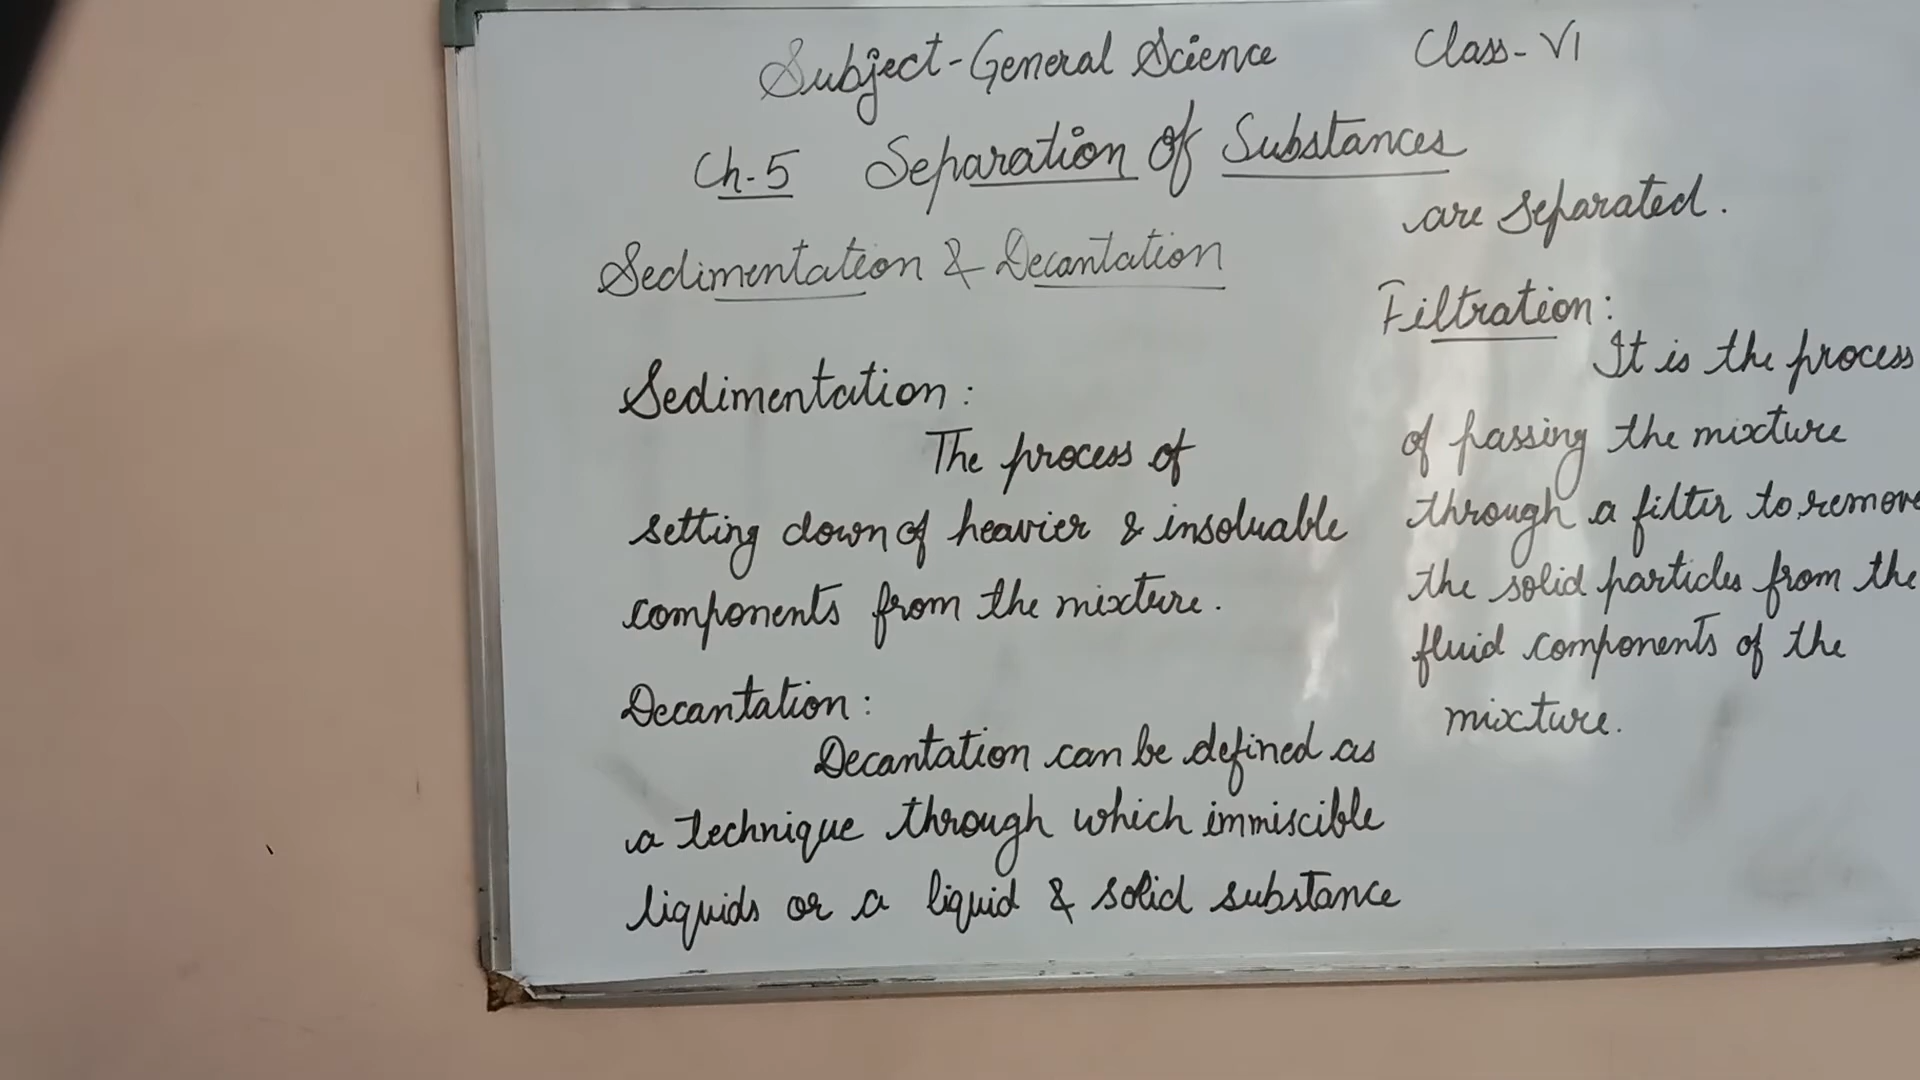 Subject-General Science Class-VI
Ch.5 Separation of Substances
Sedimentation & Decantation
Sedimentation:
The process of
setting down of heavier & insoluable
components from the mixture.
Decantation:
Decantation can be defined as
a technique through which immiscible
liquids or a liquid & solid substance
are separated.
Filtration:
It is the process
of passing the mixture
through a filter to remove
the solid particles from the
fluid components of the
mixture.